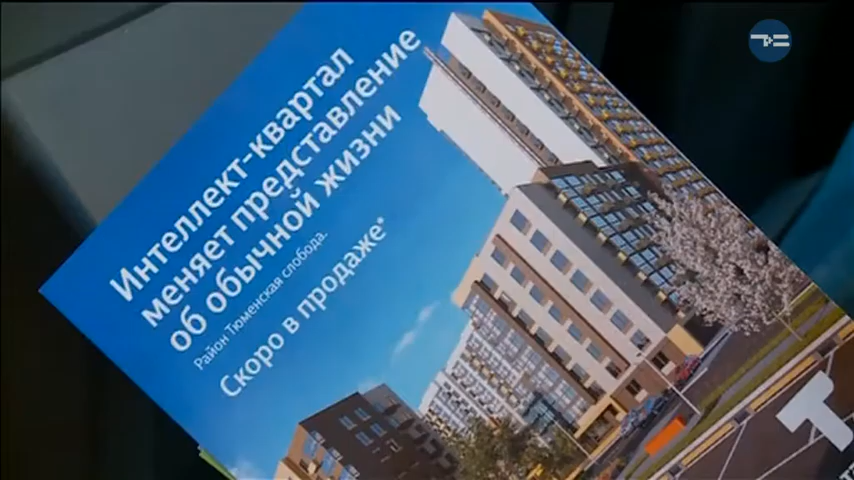 Интеллект-квартал
меняет представление
об обычной жизни
Район Тюменская слобода.
Скоро в продаже*